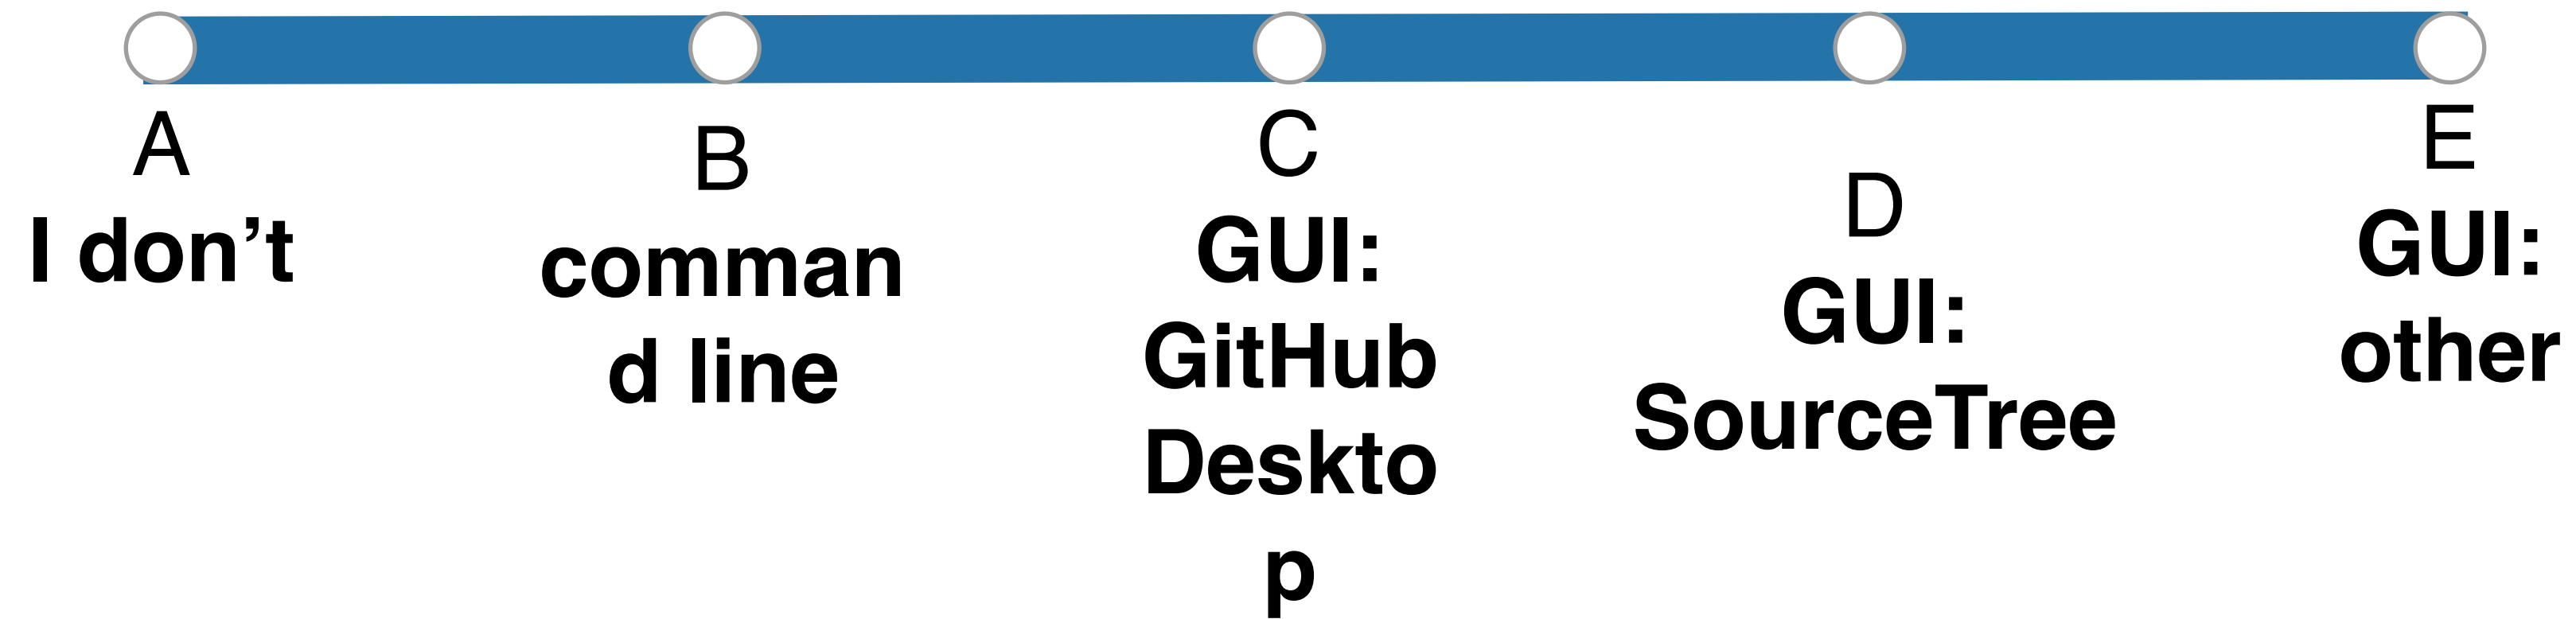 A
I don’t
B
comman
d line
C
GUI:
GitHub
Deskto
p
D
GUI:
SourceTree
E
GUI:
other